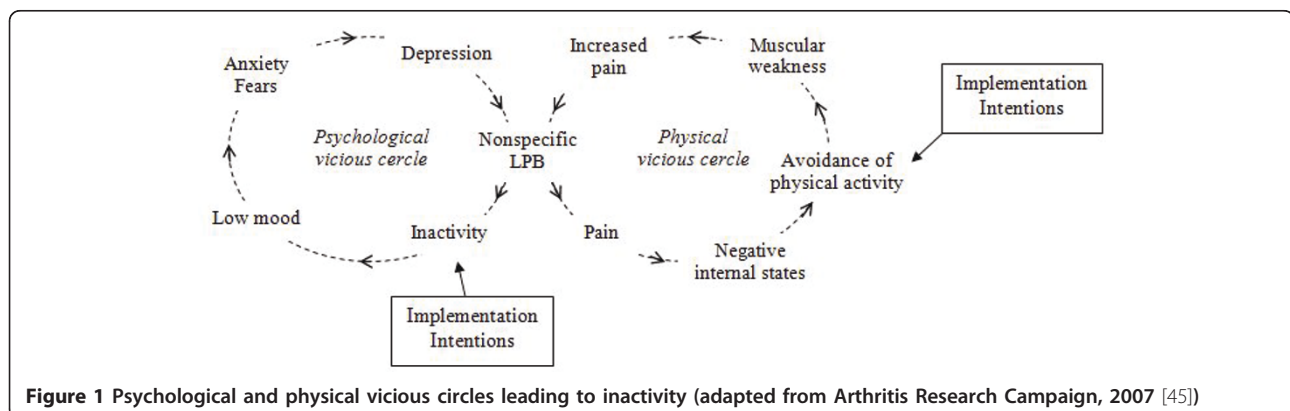 Anxiety
Fears
Depression
Increased
pain
Muscular
weakness
Implementation
Intentions
Psychological
vicious cercle
Nonspecific
LPB
Physical
vicious cercle
Avoidance of
physical activity
Low mood
Inactivity
Pain
Negative
internal states
Implementation
Intentions
Figure 1 Psychological and physical vicious circles leading to inactivity (adapted from Arthritis Research Campaign, 2007 [45])